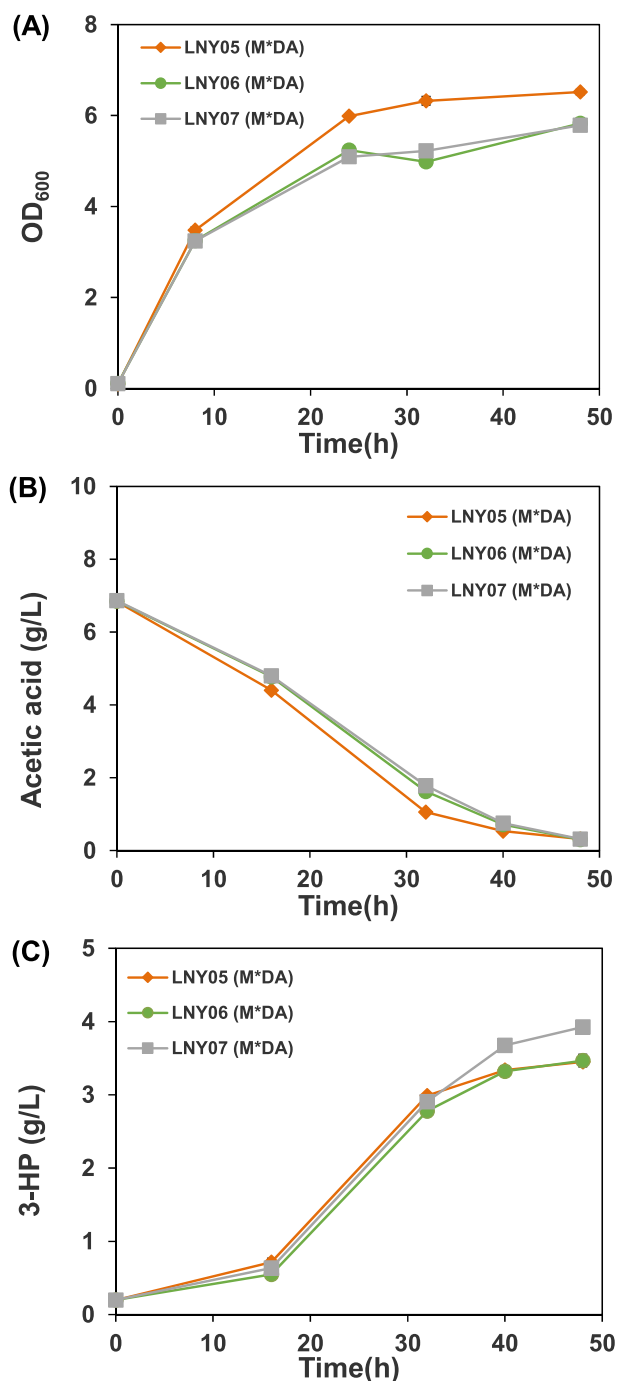 (A)
8
6
4
2
0
OD600
LNY05 (M*DA)
LNY06 (M*DA)
LNY07 (M*DA)
0 10 20 30 40 50
Time(h)
(B)
10
8
6
4
2
0
Acetic acid (g/L)
LNY05 (M*DA)
LNY06 (M*DA)
LNY07 (M*DA)
0 10 20 30 40 50
Time(h)
(C)
5
4
3
2
1
0
3-HP (g/L)
LNY05 (M*DA)
LNY06 (M*DA)
LNY07 (M*DA)
0 10 20 30 40 50
Time(h)